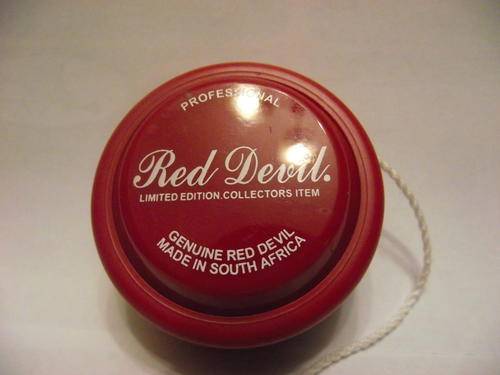 PROFESSIONAL
Red Devil.
LIMITED EDITION.COLLECTORS ITEM
GENUINE RED DEVIL
MADE IN SOUTH AFRICA